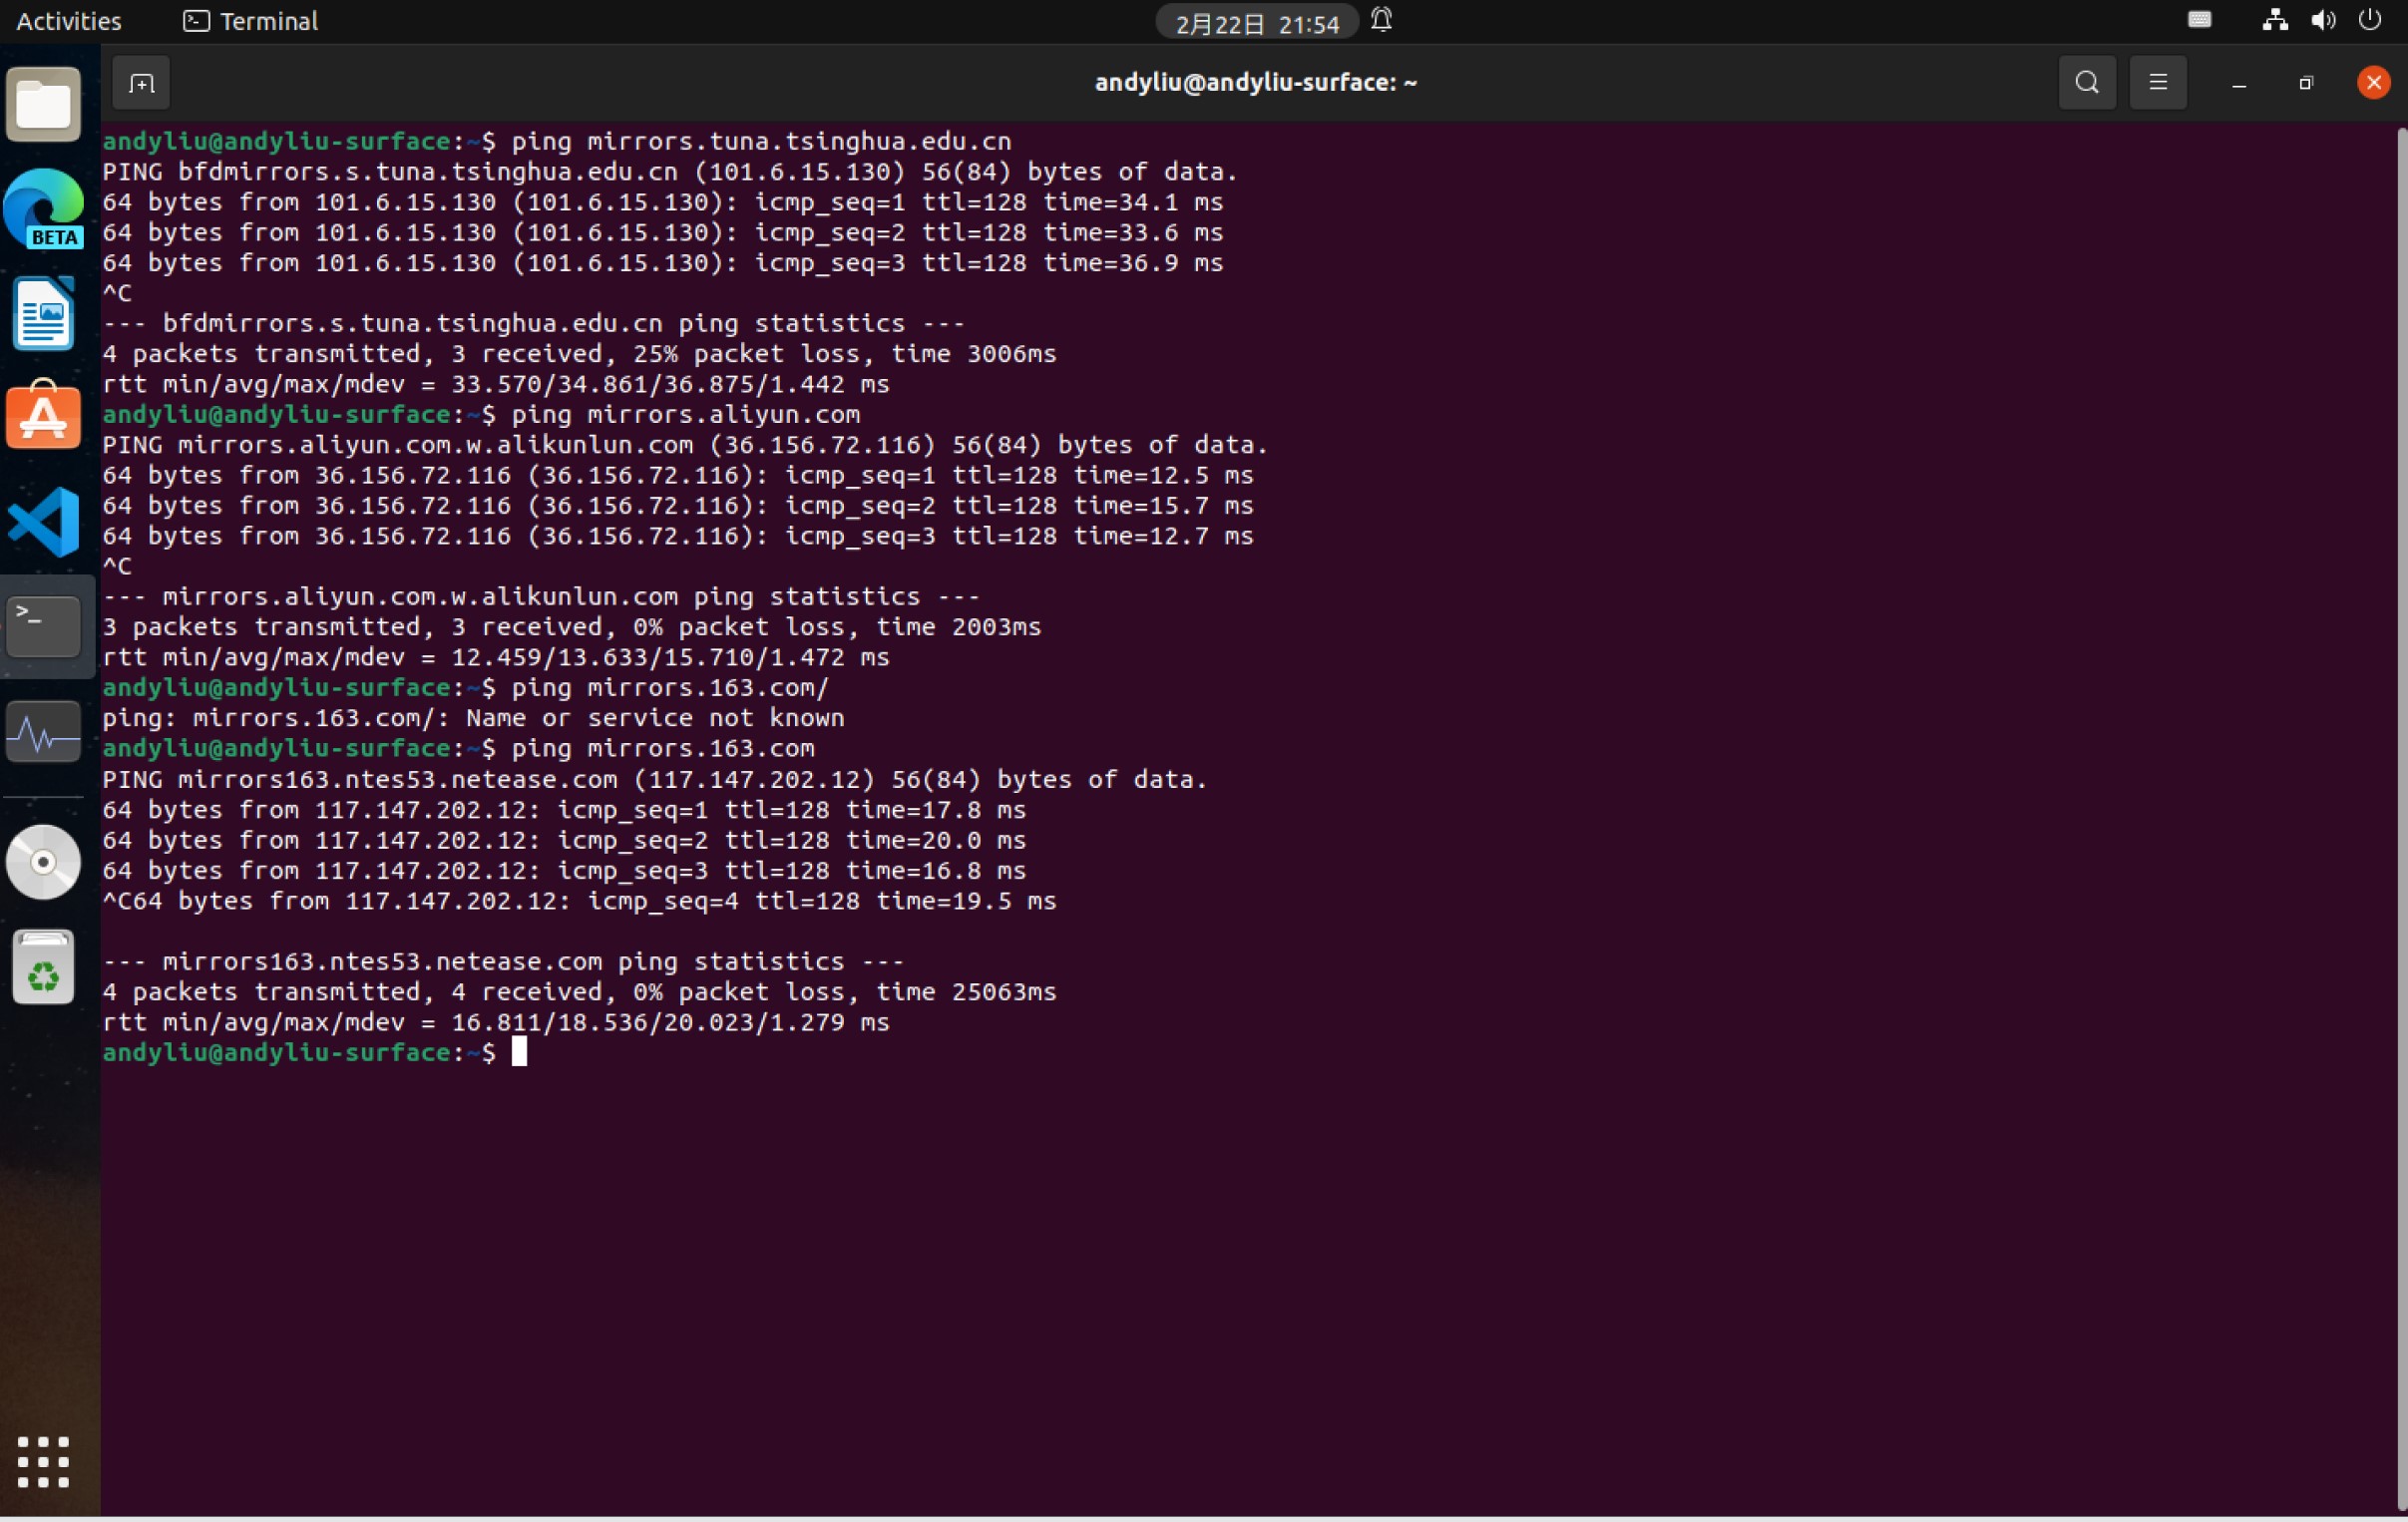 Activities
Terminal
2月22日 21:54
andyliu@andyliu-surface: ~
BETA
andyliu@andyliu-surface:~$ ping mirrors.tuna.tsinghua.edu.cn
PING bfdmirrors.s.tuna.tsinghua.edu.cn (101.6.15.130) 56(84) bytes of data.
64 bytes from 101.6.15.130 (101.6.15.130): icmp_seq=1 ttl=128 time=34.1 ms
64 bytes from 101.6.15.130 (101.6.15.130): icmp_seq=2 ttl=128 time=33.6 ms
64 bytes from 101.6.15.130 (101.6.15.130): icmp_seq=3 ttl=128 time=36.9 ms
^C
--- bfdmirrors.s.tuna.tsinghua.edu.cn ping statistics ---
4 packets transmitted, 3 received, 25% packet loss, time 3006ms
rtt min/avg/max/mdev = 33.570/34.861/36.875/1.442 ms
andyliu@andyliu-surface:~$ ping mirrors.aliyun.com
PING mirrors.aliyun.com.w.alikunlun.com (36.156.72.116) 56(84) bytes of data.
64 bytes from 36.156.72.116 (36.156.72.116): icmp_seq=1 ttl=128 time=12.5 ms
64 bytes from 36.156.72.116 (36.156.72.116): icmp_seq=2 ttl=128 time=15.7 ms
64 bytes from 36.156.72.116 (36.156.72.116): icmp_seq=3 ttl=128 time=12.7 ms
^C
--- mirrors.aliyun.com.w.alikunlun.com ping statistics ---
3 packets transmitted, 3 received, 0% packet loss, time 2003ms
rtt min/avg/max/mdev = 12.459/13.633/15.710/1.472 ms
andyliu@andyliu-surface:~$ ping mirrors.163.com/
ping: mirrors.163.com/: Name or service not known
andyliu@andyliu-surface:~$ ping mirrors.163.com
PING mirrors163.ntes53.netease.com (117.147.202.12) 56(84) bytes of data.
64 bytes from 117.147.202.12: icmp_seq=1 ttl=128 time=17.8 ms
64 bytes from 117.147.202.12: icmp_seq=2 ttl=128 time=20.0 ms
64 bytes from 117.147.202.12: icmp_seq=3 ttl=128 time=16.8 ms
^C64 bytes from 117.147.202.12: icmp_seq=4 ttl=128 time=19.5 ms
--- mirrors163.ntes53.netease.com ping statistics ---
4 packets transmitted, 4 received, 0% packet loss, time 25063ms
rtt min/avg/max/mdev = 16.811/18.536/20.023/1.279 ms
andyliu@andyliu-surface:~$